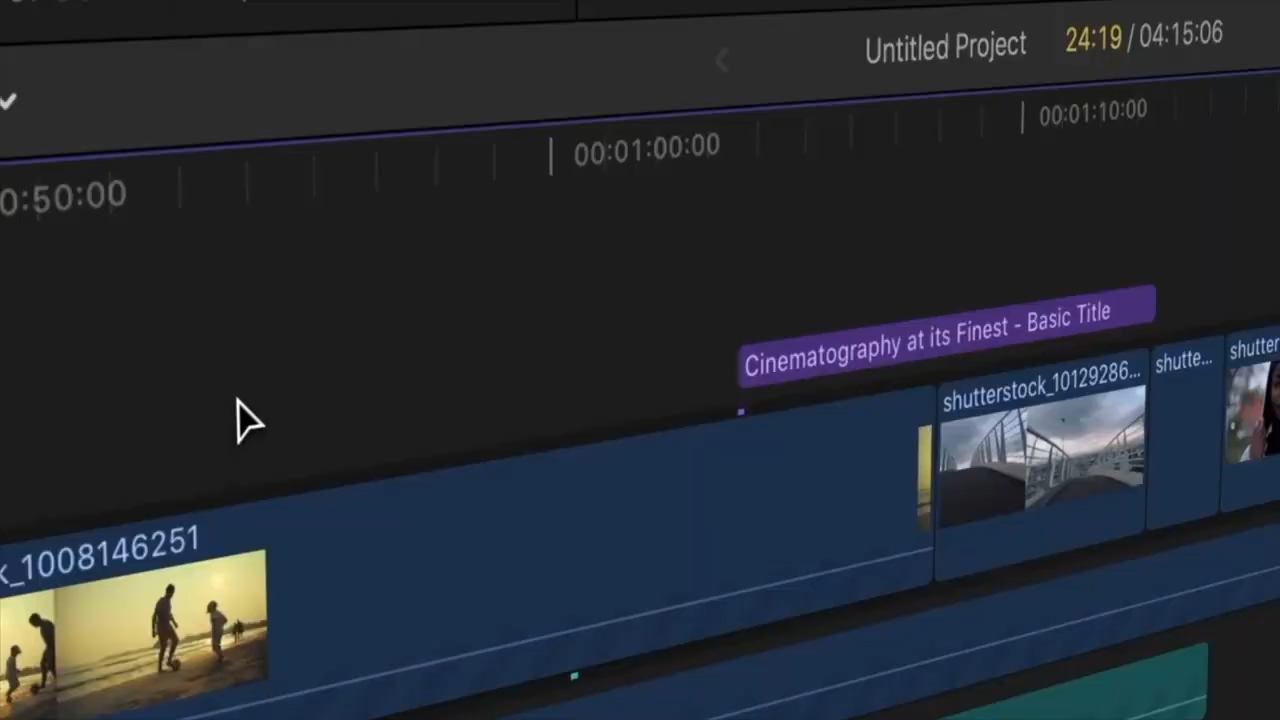 Untitled Project 24:19 / 04:15:06
0:50:00 00:01:00:00 00:01:10:00
Cinematography at its Finest - Basic Title
k_1008146251
shutterstock_10129286...
shutte...
shutter